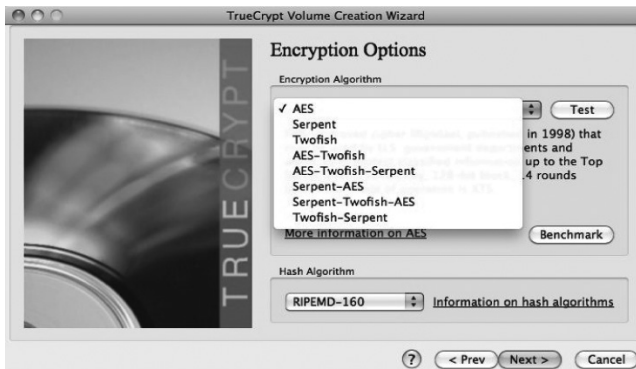 TrueCrypt Volume Creation Wizard
TRUECRYPT
Encryption Options
Encryption Algorithm
✓ AES
Serpent
Twofish
AES-Twofish
AES-Twofish-Serpent
Serpent-AES
Serpent-Twofish-AES
Twofish-Serpent
Test
in 1998) that
ents and
up to the Top
4 rounds
More information on AES
Benchmark
Hash Algorithm
RIPEMD-160
Information on hash algorithms
?
< Prev
Next >
Cancel